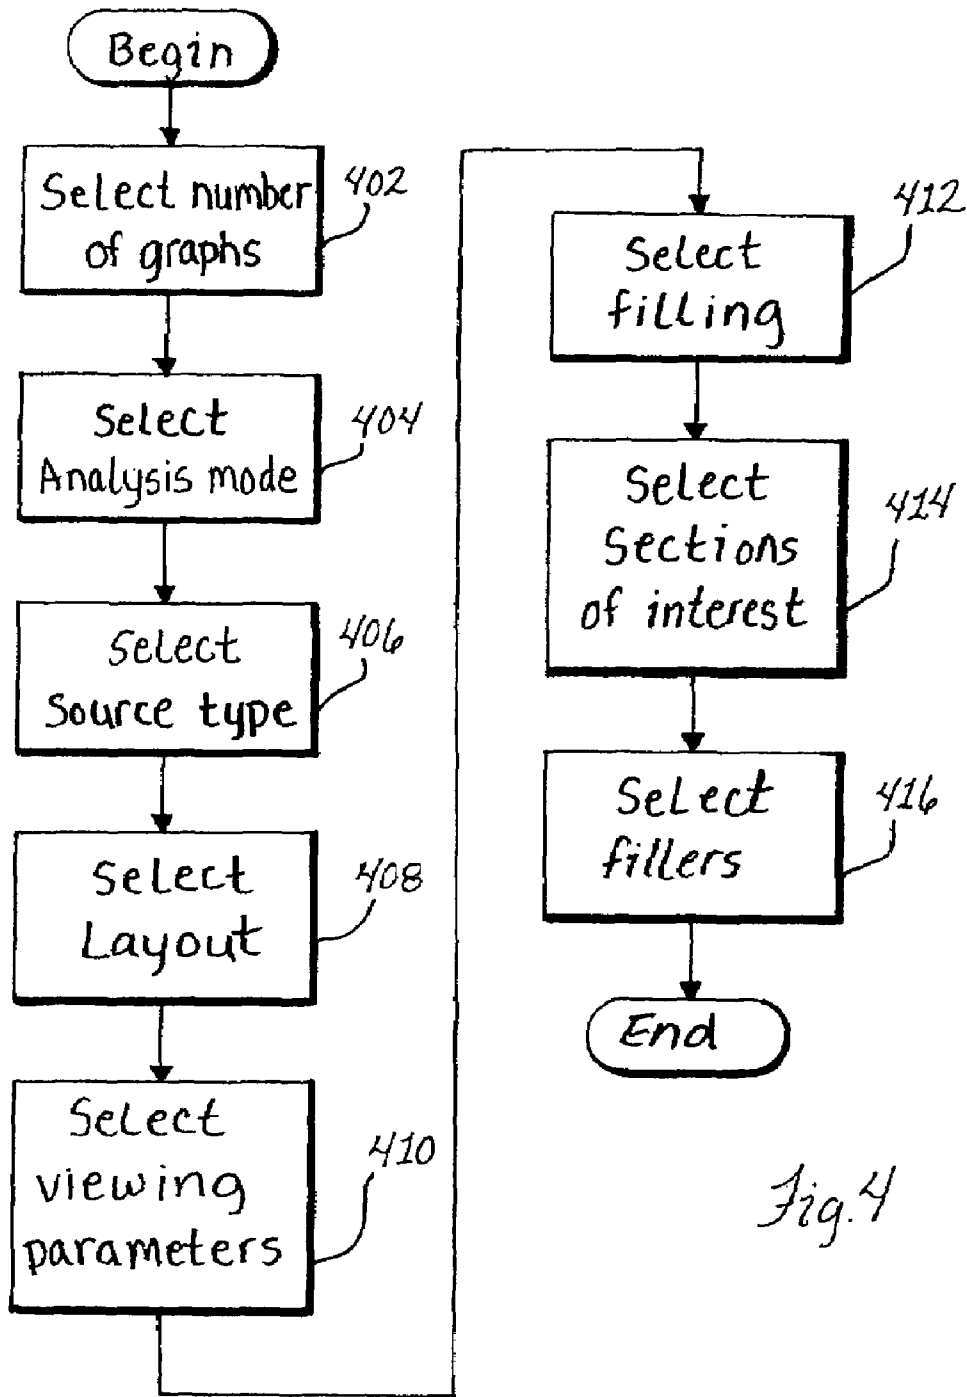 Begin
Select number
of graphs
402
Select
Analysis mode
404
Select
Source type
406
Select
Layout
408
Select
viewing
parameters
410
Select
filling
412
Select
Sections
of interest
414
Select
fillers
416
End
Fig. 4